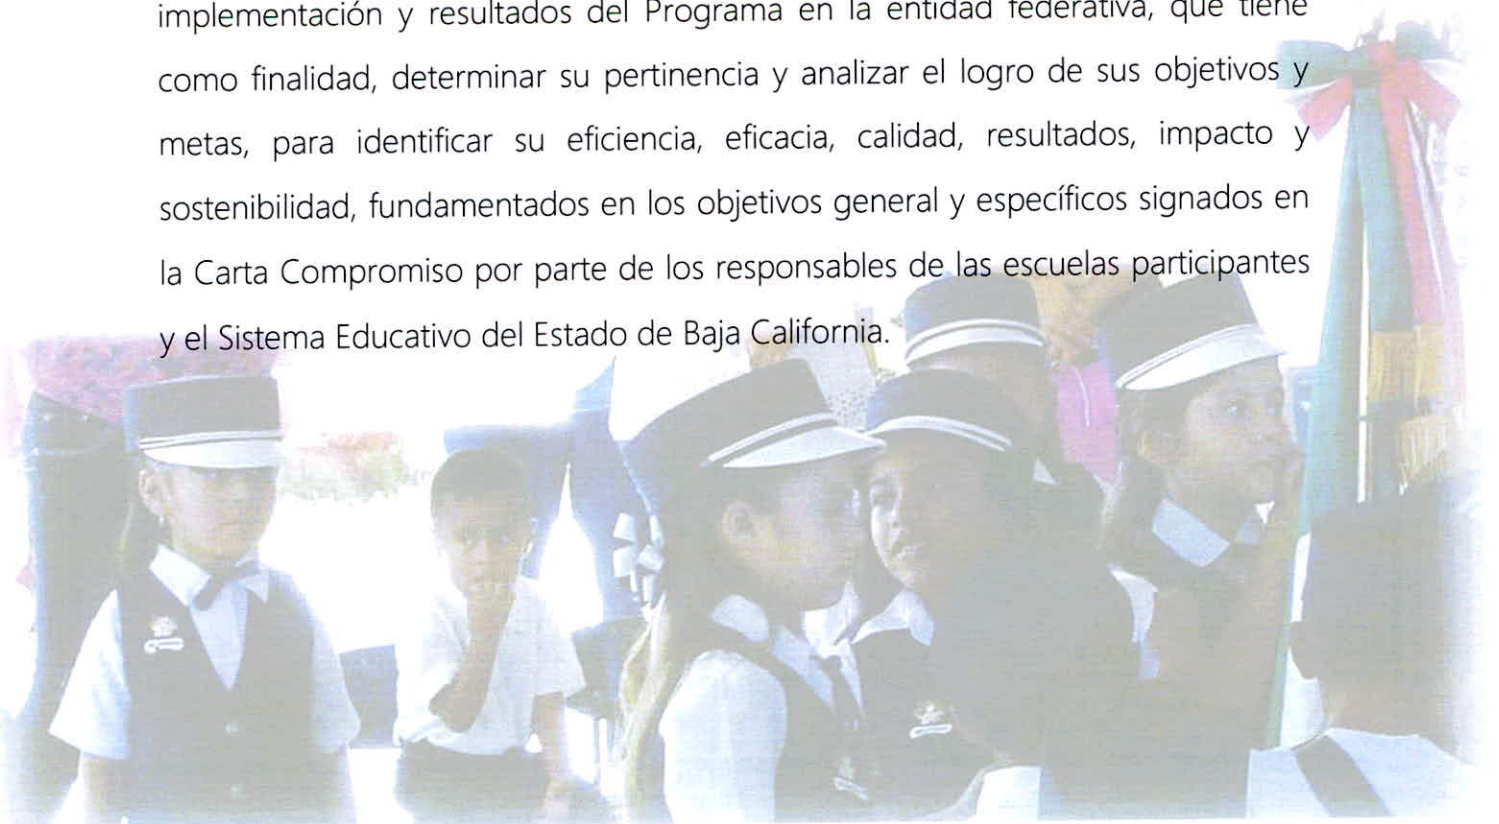 implementación y resultados del Programa en la entidad federativa, que tiene
como finalidad, determinar su pertinencia y analizar el logro de sus objetivos y
metas, para identificar su eficiencia, eficacia, calidad, resultados, impacto y
sostenibilidad, fundamentados en los objetivos general y específicos signados en
la Carta Compromiso por parte de los responsables de las escuelas participantes
y el Sistema Educativo del Estado de Baja California.